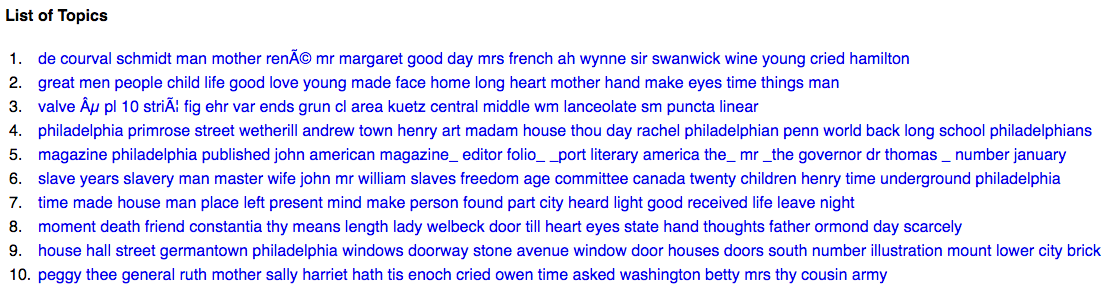 List of Topics
1. de courval schmidt man mother renÃ© mr margaret good day mrs french ah wynne sir swanwick wine young cried hamilton
2. great men people child life good love young made face home long heart mother hand make eyes time things man
3. valve Âµ pl 10 striÃ¦ fig ehr var ends grun cl area kuetz central middle wm lanceolate sm puncta linear
4. philadelphia primrose street wetherill andrew town henry art madam house thou day rachel philadelphian penn world back long school philadelphians
5. magazine philadelphia published john american magazine_ editor folio_ _port literary america the_ mr _the governor dr thomas _ number january
6. slave years slavery man master wife john mr william slaves freedom age committee canada twenty children henry time underground philadelphia
7. time made house man place left present mind make person found part city heard light good received life leave night
8. moment death friend constantia thy means length lady welbeck door till heart eyes state hand thoughts father ormond day scarcely
9. house hall street germantown philadelphia windows doorway stone avenue window door houses doors south number illustration mount lower city brick
10. peggy thee general ruth mother sally harriet hath tis enoch cried owen time asked washington betty mrs thy cousin army